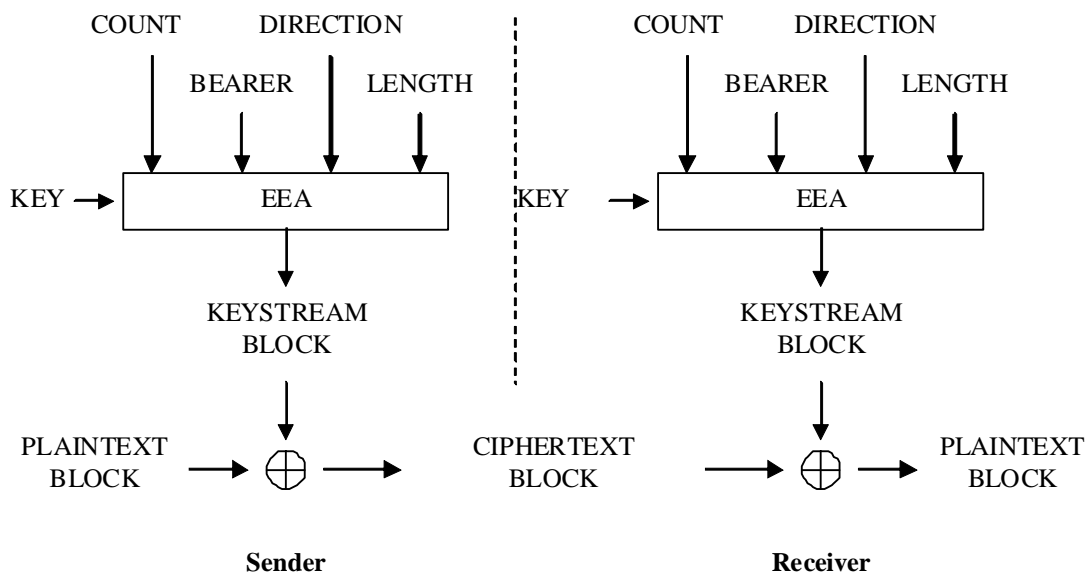 COUNT DIRECTION COUNT DIRECTION
BEARER LENGTH BEARER LENGTH
KEY EEA KEY EEA
KEYSTREAM BLOCK KEYSTREAM BLOCK
PLAINTEXT BLOCK CIPHERTEXT BLOCK PLAINTEXT BLOCK
Sender Receiver